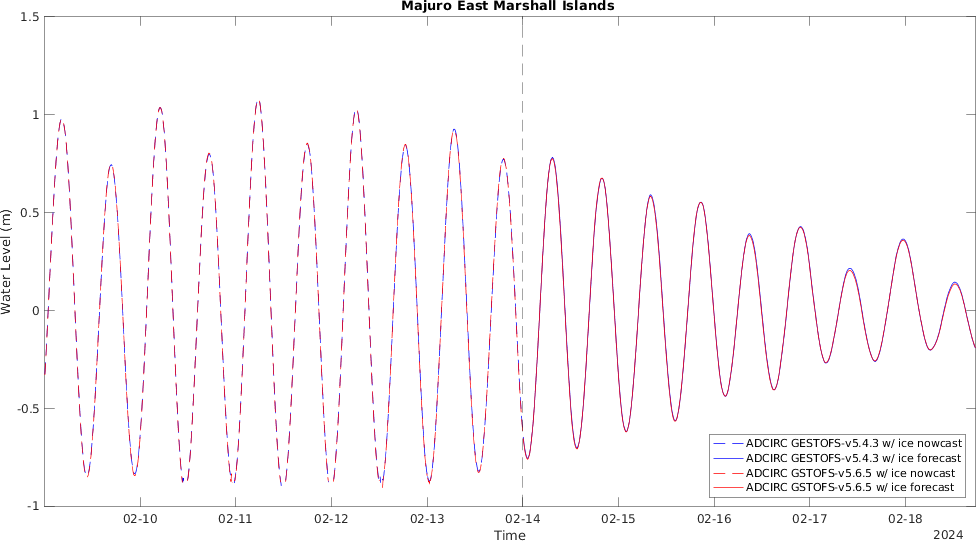 Majuro East Marshall Islands
1.5
1
0.5
0
-0.5
-1
Water Level (m)
ADCIRC GESTOFS-v5.4.3 w/ ice nowcast
ADCIRC GESTOFS-v5.4.3 w/ ice forecast
ADCIRC GSTOFS-v5.6.5 w/ ice nowcast
ADCIRC GSTOFS-v5.6.5 w/ ice forecast
02-10 02-11 02-12 02-13 02-14 02-15 02-16 02-17 02-18
Time
2024